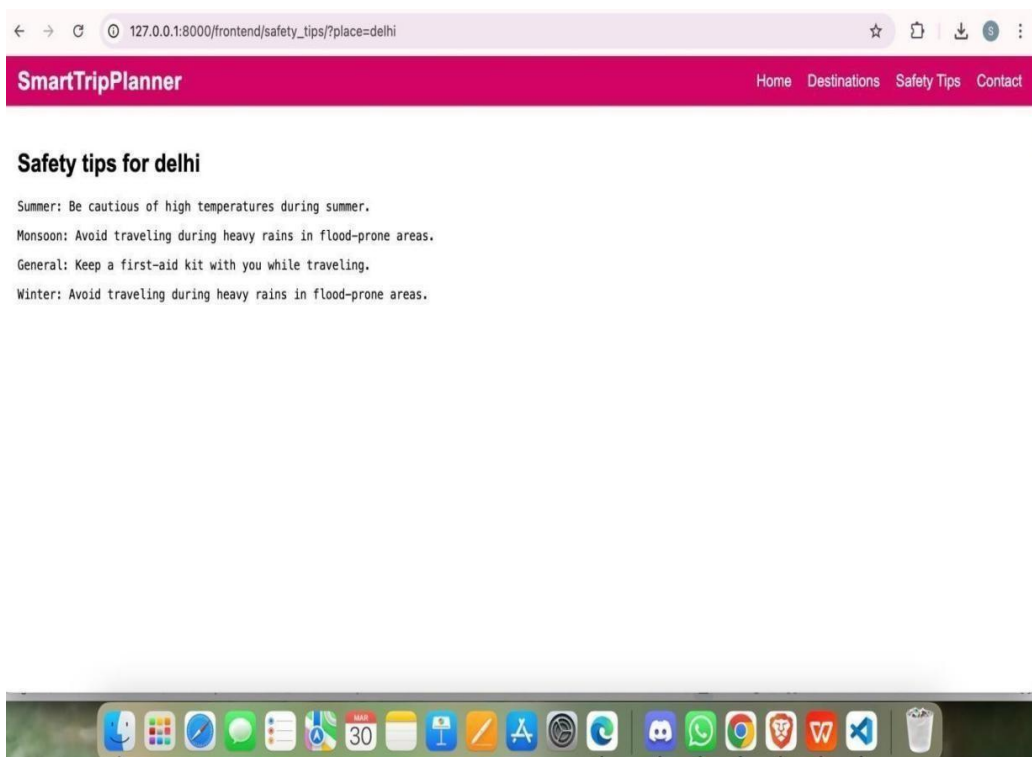 127.0.0.1:8000/frontend/safety_tips/?place=delhi
S
SmartTripPlanner
Home Destinations Safety Tips Contact
Safety tips for delhi
Summer: Be cautious of high temperatures during summer.
Monsoon: Avoid traveling during heavy rains in flood-prone areas.
General: Keep a first-aid kit with you while traveling.
Winter: Avoid traveling during heavy rains in flood-prone areas.
MAR
30